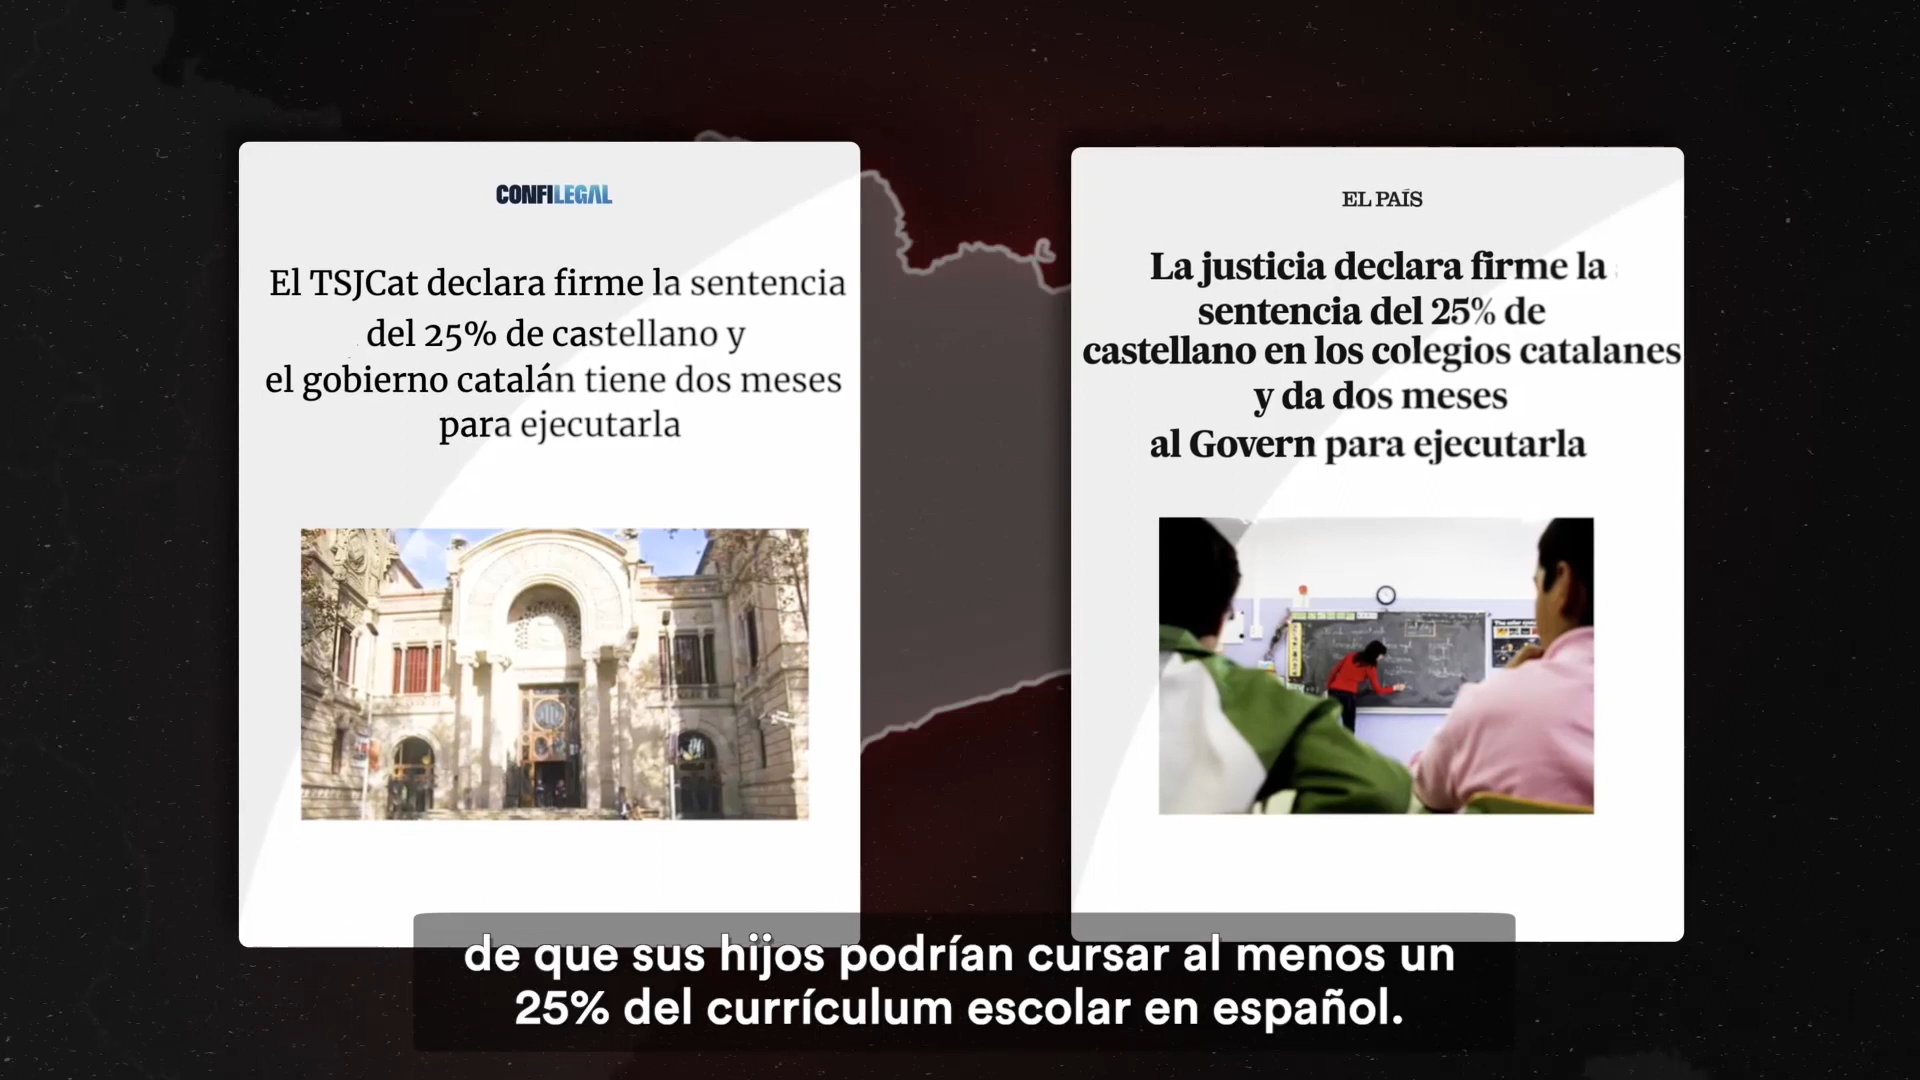 CONFILEGAL
El TSJCat declara firme la sentencia
del 25% de castellano y
el gobierno catalán tiene dos meses
para ejecutarla
EL PAÍS
La justicia declara firme la
sentencia del 25% de
castellano en los colegios catalanes
y da dos meses
al Govern para ejecutarla
de que sus hijos podrían cursar al menos un
25% del currículum escolar en español.